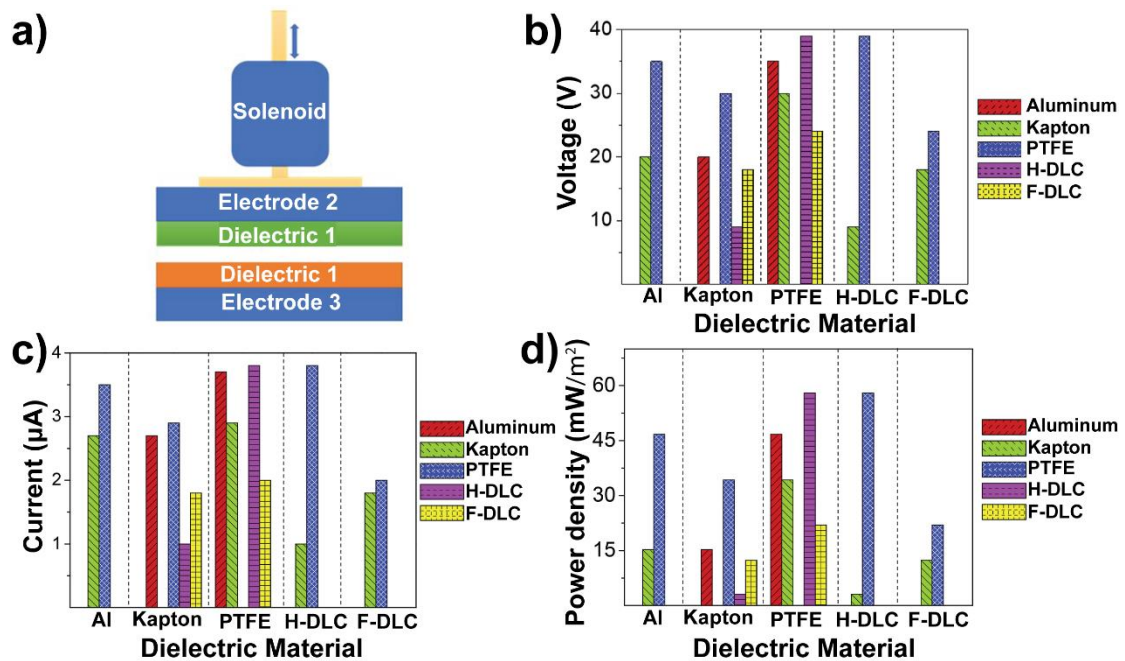 a)
Solenoid
Electrode 2
Dielectric 1
Dielectric 1
Electrode 3
b)
Voltage (V)
40
30
20
10
Al Kapton PTFE H-DLC F-DLC
Dielectric Material
Aluminum
Kapton
PTFE
H-DLC
F-DLC
c)
Current (μA)
4
3
2
1
Al Kapton PTFE H-DLC F-DLC
Dielectric Material
Aluminum
Kapton
PTFE
H-DLC
F-DLC
d)
Power density (mW/m²)
60
45
30
15
Al Kapton PTFE H-DLC F-DLC
Dielectric Material
Aluminum
Kapton
PTFE
H-DLC
F-DLC